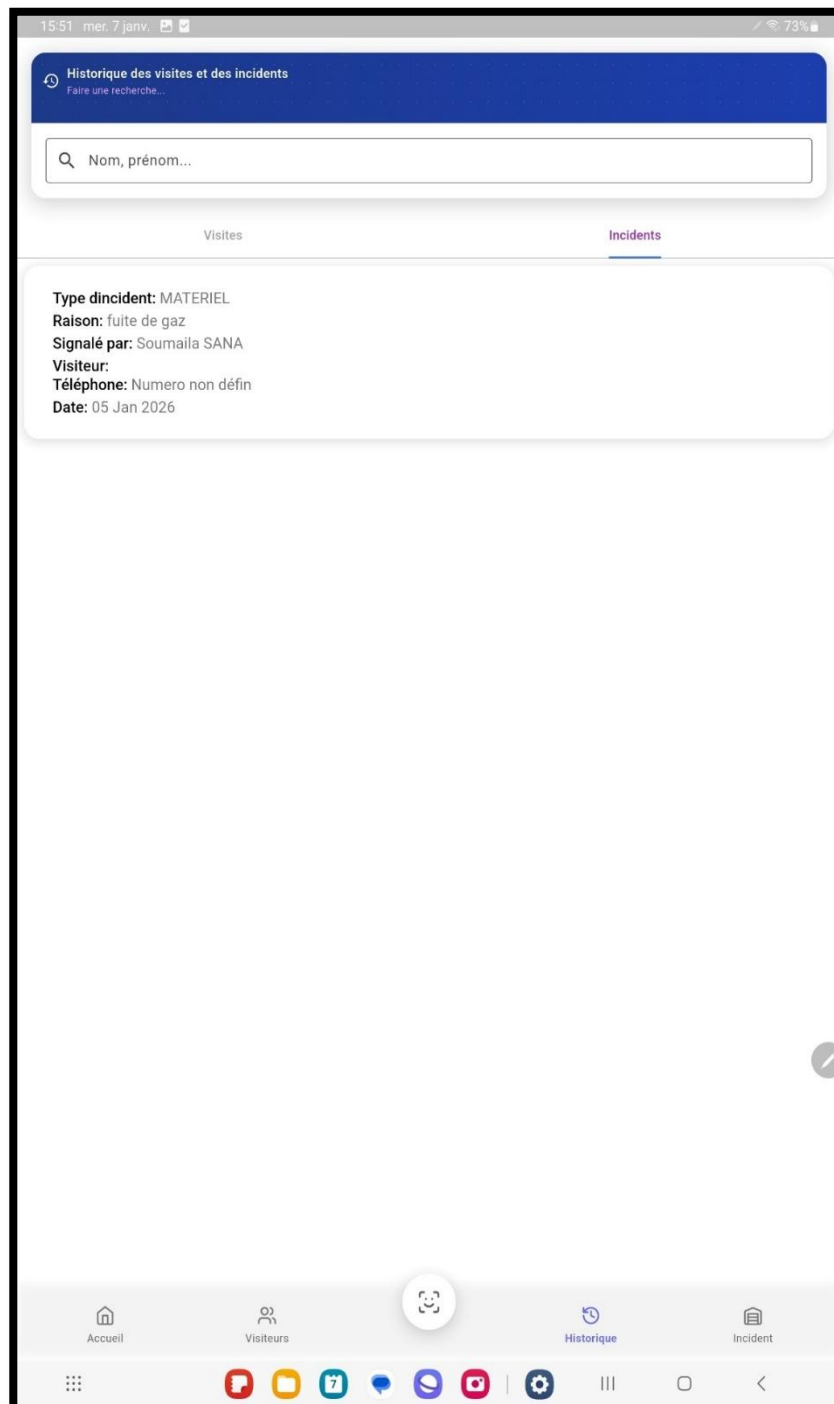 15:51 mer. 7 janv. 73%
Historique des visites et des incidents
Faire une recherche...
Nom, prénom...
Visites Incidents
Type dincident: MATERIEL
Raison: fuite de gaz
Signalé par: Soumaila SANA
Visiteur:
Téléphone: Numero non défin
Date: 05 Jan 2026
Accueil Visiteurs Historique Incident
7